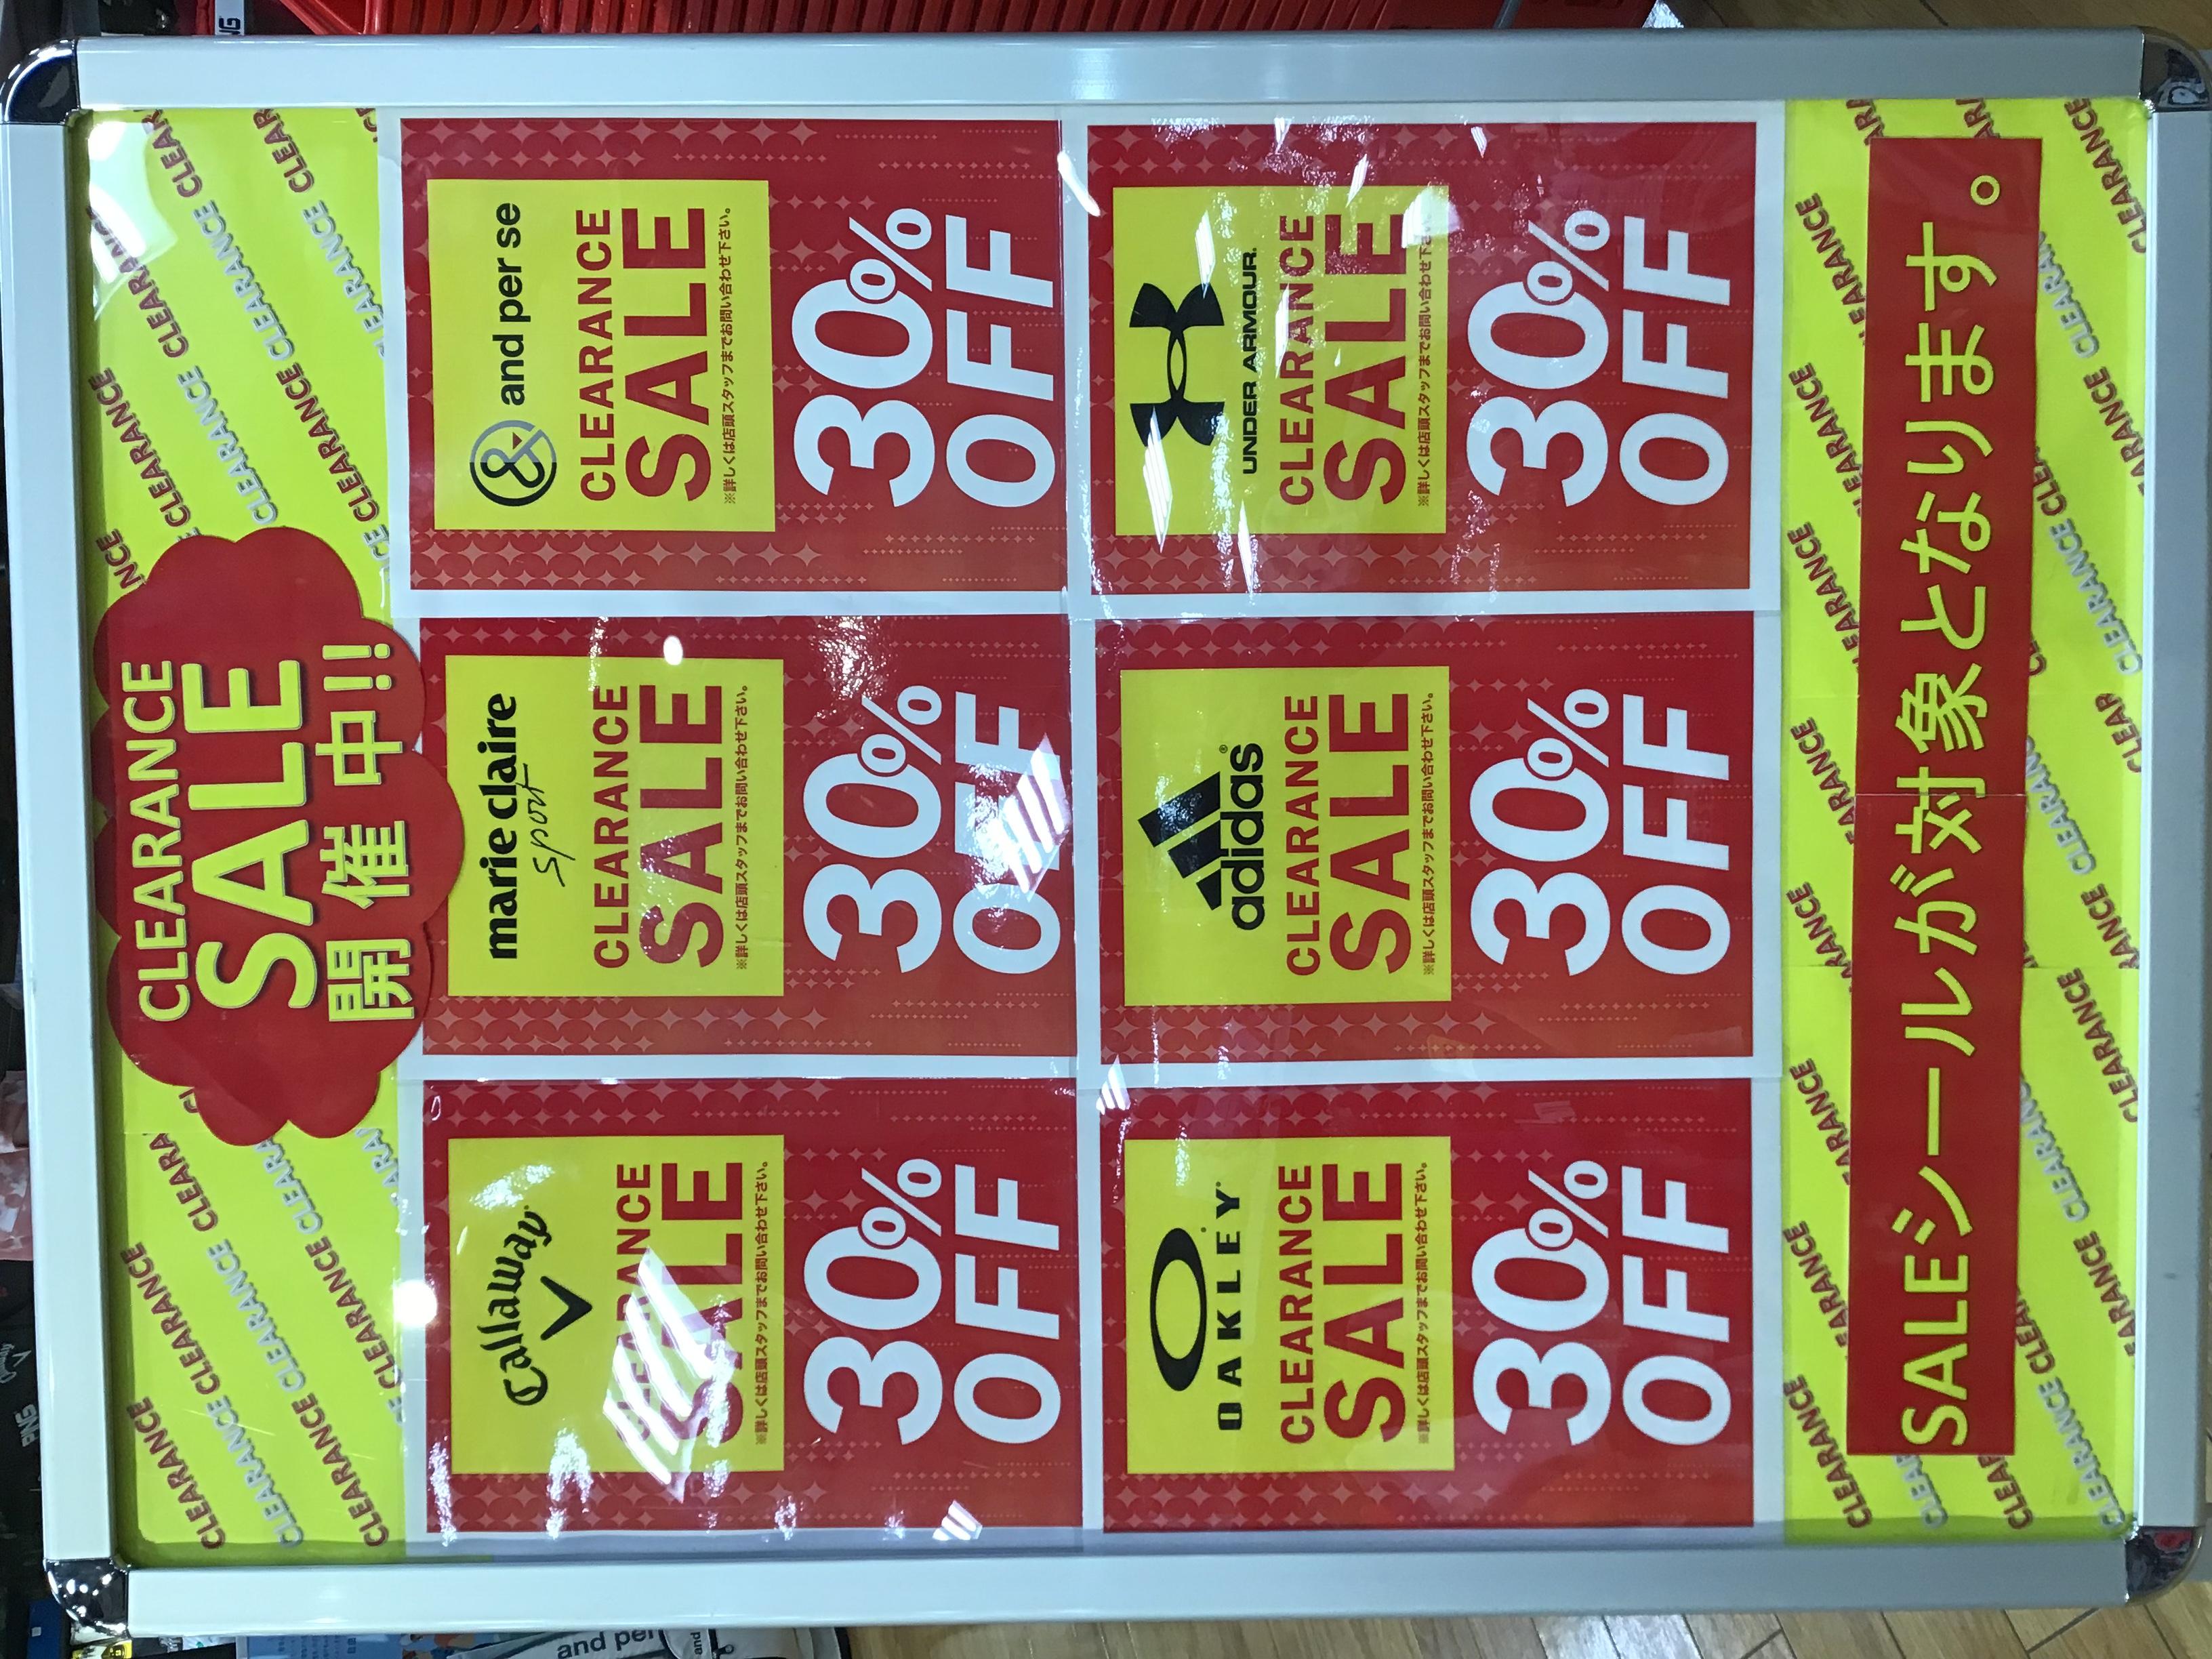 CLEARANCE
SALE
開催中!!
Callaway
CLEARANCE
SALE
※詳しくは店頭スタッフまでお問い合わせ下さい。
30%
OFF
marie claire
sport
CLEARANCE
SALE
※詳しくは店頭スタッフまでお問い合わせ下さい。
30%
OFF
and per se
CLEARANCE
SALE
※詳しくは店頭スタッフまでお問い合わせ下さい。
30%
OFF
OAKLEY
CLEARANCE
SALE
※詳しくは店頭スタッフまでお問い合わせ下さい。
30%
OFF
adidas
CLEARANCE
SALE
※詳しくは店頭スタッフまでお問い合わせ下さい。
30%
OFF
UNDER ARMOUR.
CLEARANCE
SALE
※詳しくは店頭スタッフまでお問い合わせ下さい。
30%
OFF
SALEシールが対象となります。